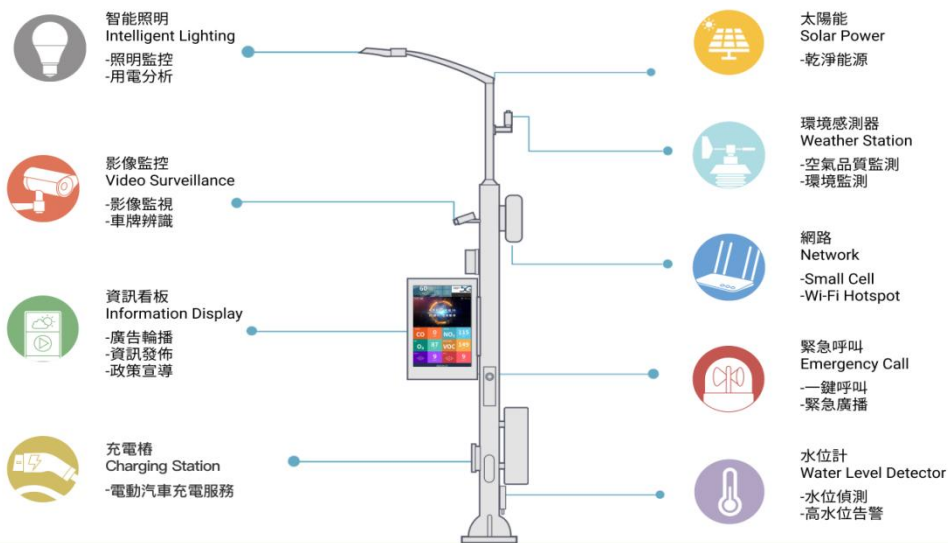 智能照明
Intelligent Lighting
-照明監控
-用電分析
影像監控
Video Surveillance
-影像監視
-車牌辨識
資訊看板
Information Display
-廣告輪播
-資訊發佈
-政策宣導
充電樁
Charging Station
-電動汽車充電服務
太陽能
Solar Power
-乾淨能源
環境感測器
Weather Station
-空氣品質監測
-環境監測
網路
Network
-Small Cell
-Wi-Fi Hotspot
緊急呼叫
Emergency Call
-一鍵呼叫
-緊急廣播
水位計
Water Level Detector
-水位偵測
-高水位告警
CO
NOₓ
O₃
VOC